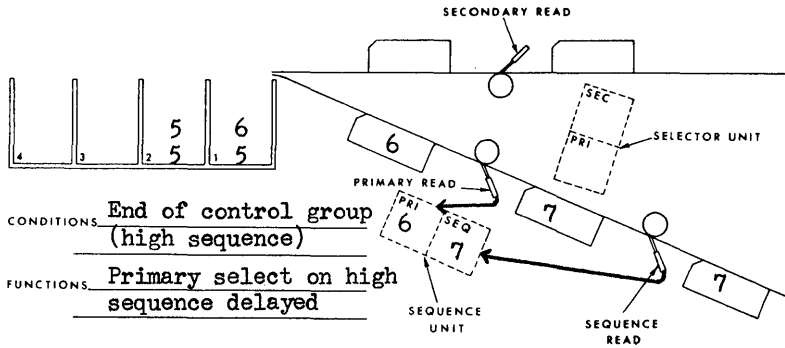 SECONDARY READ
SEC
PRI
SELECTOR UNIT
5 6
5 5
4 3 2 1
6
PRIMARY READ
7
PRI SEQ
6 7
7
CONDITIONS End of control group
(high sequence)
FUNCTIONS Primary select on high
sequence delayed
SEQUENCE
UNIT
SEQUENCE
READ